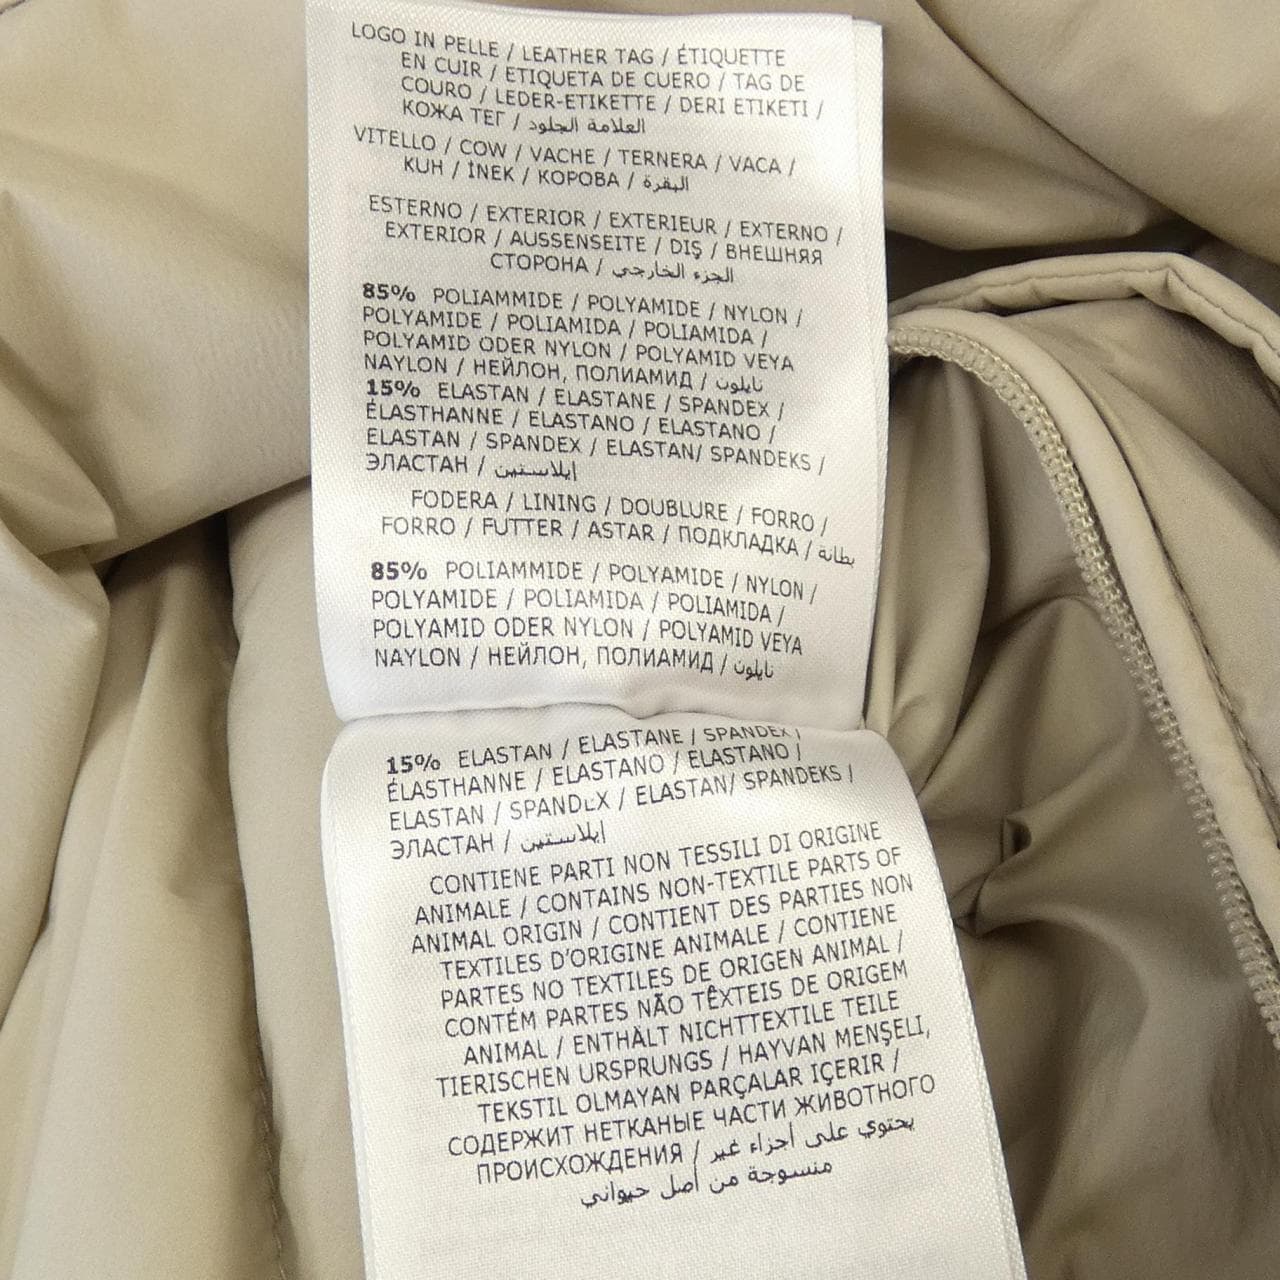 LOGO IN PELLE / LEATHER TAG / ÉTIQUETTE
EN CUIR / ETIQUETA DE CUERO / TAG DE
COURO / LEDER-ETIKETTE / DERI ETIKETI /
КОЖА ТЕГ / العلامة الجلود
VITELLO / COW / VACHE / TERNERA / VACA /
KUH / İNEK / КОРОВА / البقرة
ESTERNO / EXTERIOR / EXTERIEUR / EXTERNO /
EXTERIOR / AUSSENSEITE / DIŞ / ВНЕШНЯЯ
СТОРОНА / الجزء الخارجي
85% POLIAMMIDE / POLYAMIDE / NYLON /
POLYAMIDE / POLIAMIDA / POLIAMIDA /
POLYAMID ODER NYLON / POLYAMID VEYA
NAYLON / НЕЙЛОН, ПОЛИАМИД / نايلون
15% ELASTAN / ELASTANE / SPANDEX /
ÉLASTHANNE / ELASTANO / ELASTANO /
ELASTAN / SPANDEX / ELASTAN/ SPANDEKS /
ЭЛАСТАН / إيلاستين
FODERA / LINING / DOUBLURE / FORRO /
FORRO / FUTTER / ASTAR / ПОДКЛАДКА / بطانة
85% POLIAMMIDE / POLYAMIDE / NYLON /
POLYAMIDE / POLIAMIDA / POLIAMIDA /
POLYAMID ODER NYLON / POLYAMID VEYA
NAYLON / НЕЙЛОН, ПОЛИАМИД / نايلون
15% ELASTAN / ELASTANE / SPANDEX /
ÉLASTHANNE / ELASTANO / ELASTANO /
ELASTAN / SPANDEX / ELASTAN/ SPANDEKS /
ЭЛАСТАН / إيلاستين
CONTIENE PARTI NON TESSILI DI ORIGINE
ANIMALE / CONTAINS NON-TEXTILE PARTS OF
ANIMAL ORIGIN / CONTIENT DES PARTIES NON
TEXTILES D'ORIGINE ANIMALE / CONTIENE
PARTES NO TEXTILES DE ORIGEN ANIMAL /
CONTÉM PARTES NÃO TÊXTEIS DE ORIGEM
ANIMAL / ENTHÄLT NICHTTEXTILE TEILE
TIERISCHEN URSPRUNGS / HAYVAN MENŞELI,
TEKSTIL OLMAYAN PARÇALAR IÇERIR /
СОДЕРЖИТ НЕТКАНЫЕ ЧАСТИ ЖИВОТНОГО
ПРОИСХОЖДЕНИЯ / يحتوي على أجزاء غير
منسوجة من أصل حيواني